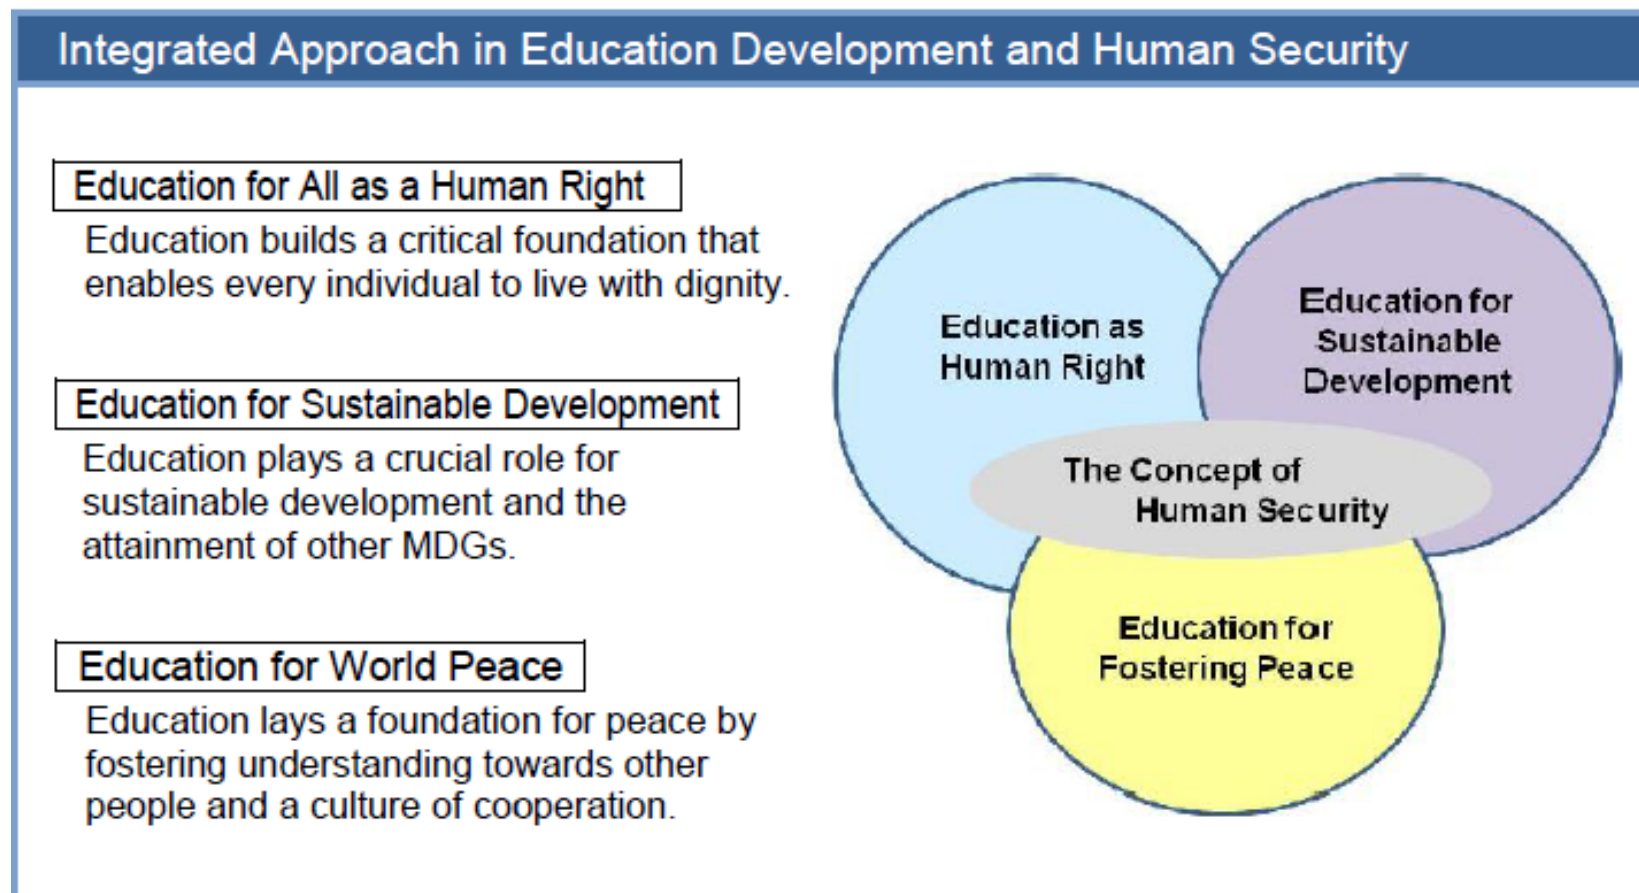 Integrated Approach in Education Development and Human Security
Education for All as a Human Right
Education builds a critical foundation that
enables every individual to live with dignity.
Education for Sustainable Development
Education plays a crucial role for
sustainable development and the
attainment of other MDGs.
Education for World Peace
Education lays a foundation for peace by
fostering understanding towards other
people and a culture of cooperation.
Education as
Human Right
Education for
Sustainable
Development
The Concept of
Human Security
Education for
Fostering Peace